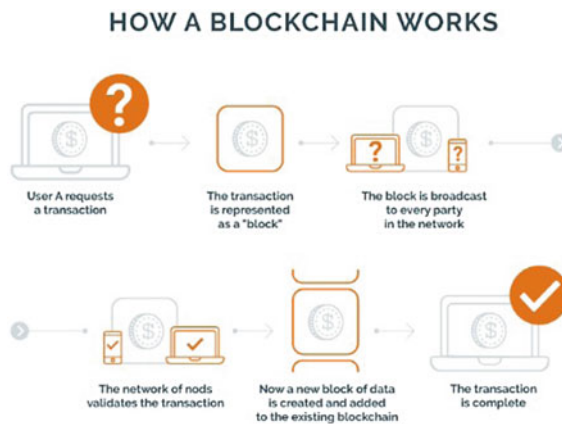 HOW A BLOCKCHAIN WORKS
?
$
$
$
?
?
User A requests
a transaction
The transaction
is represented
as a "block"
The block is broadcast
to every party
in the network
$
$
$
The network of nods
validates the transaction
Now a new block of data
is created and added
to the existing blockchain
The transaction
is complete